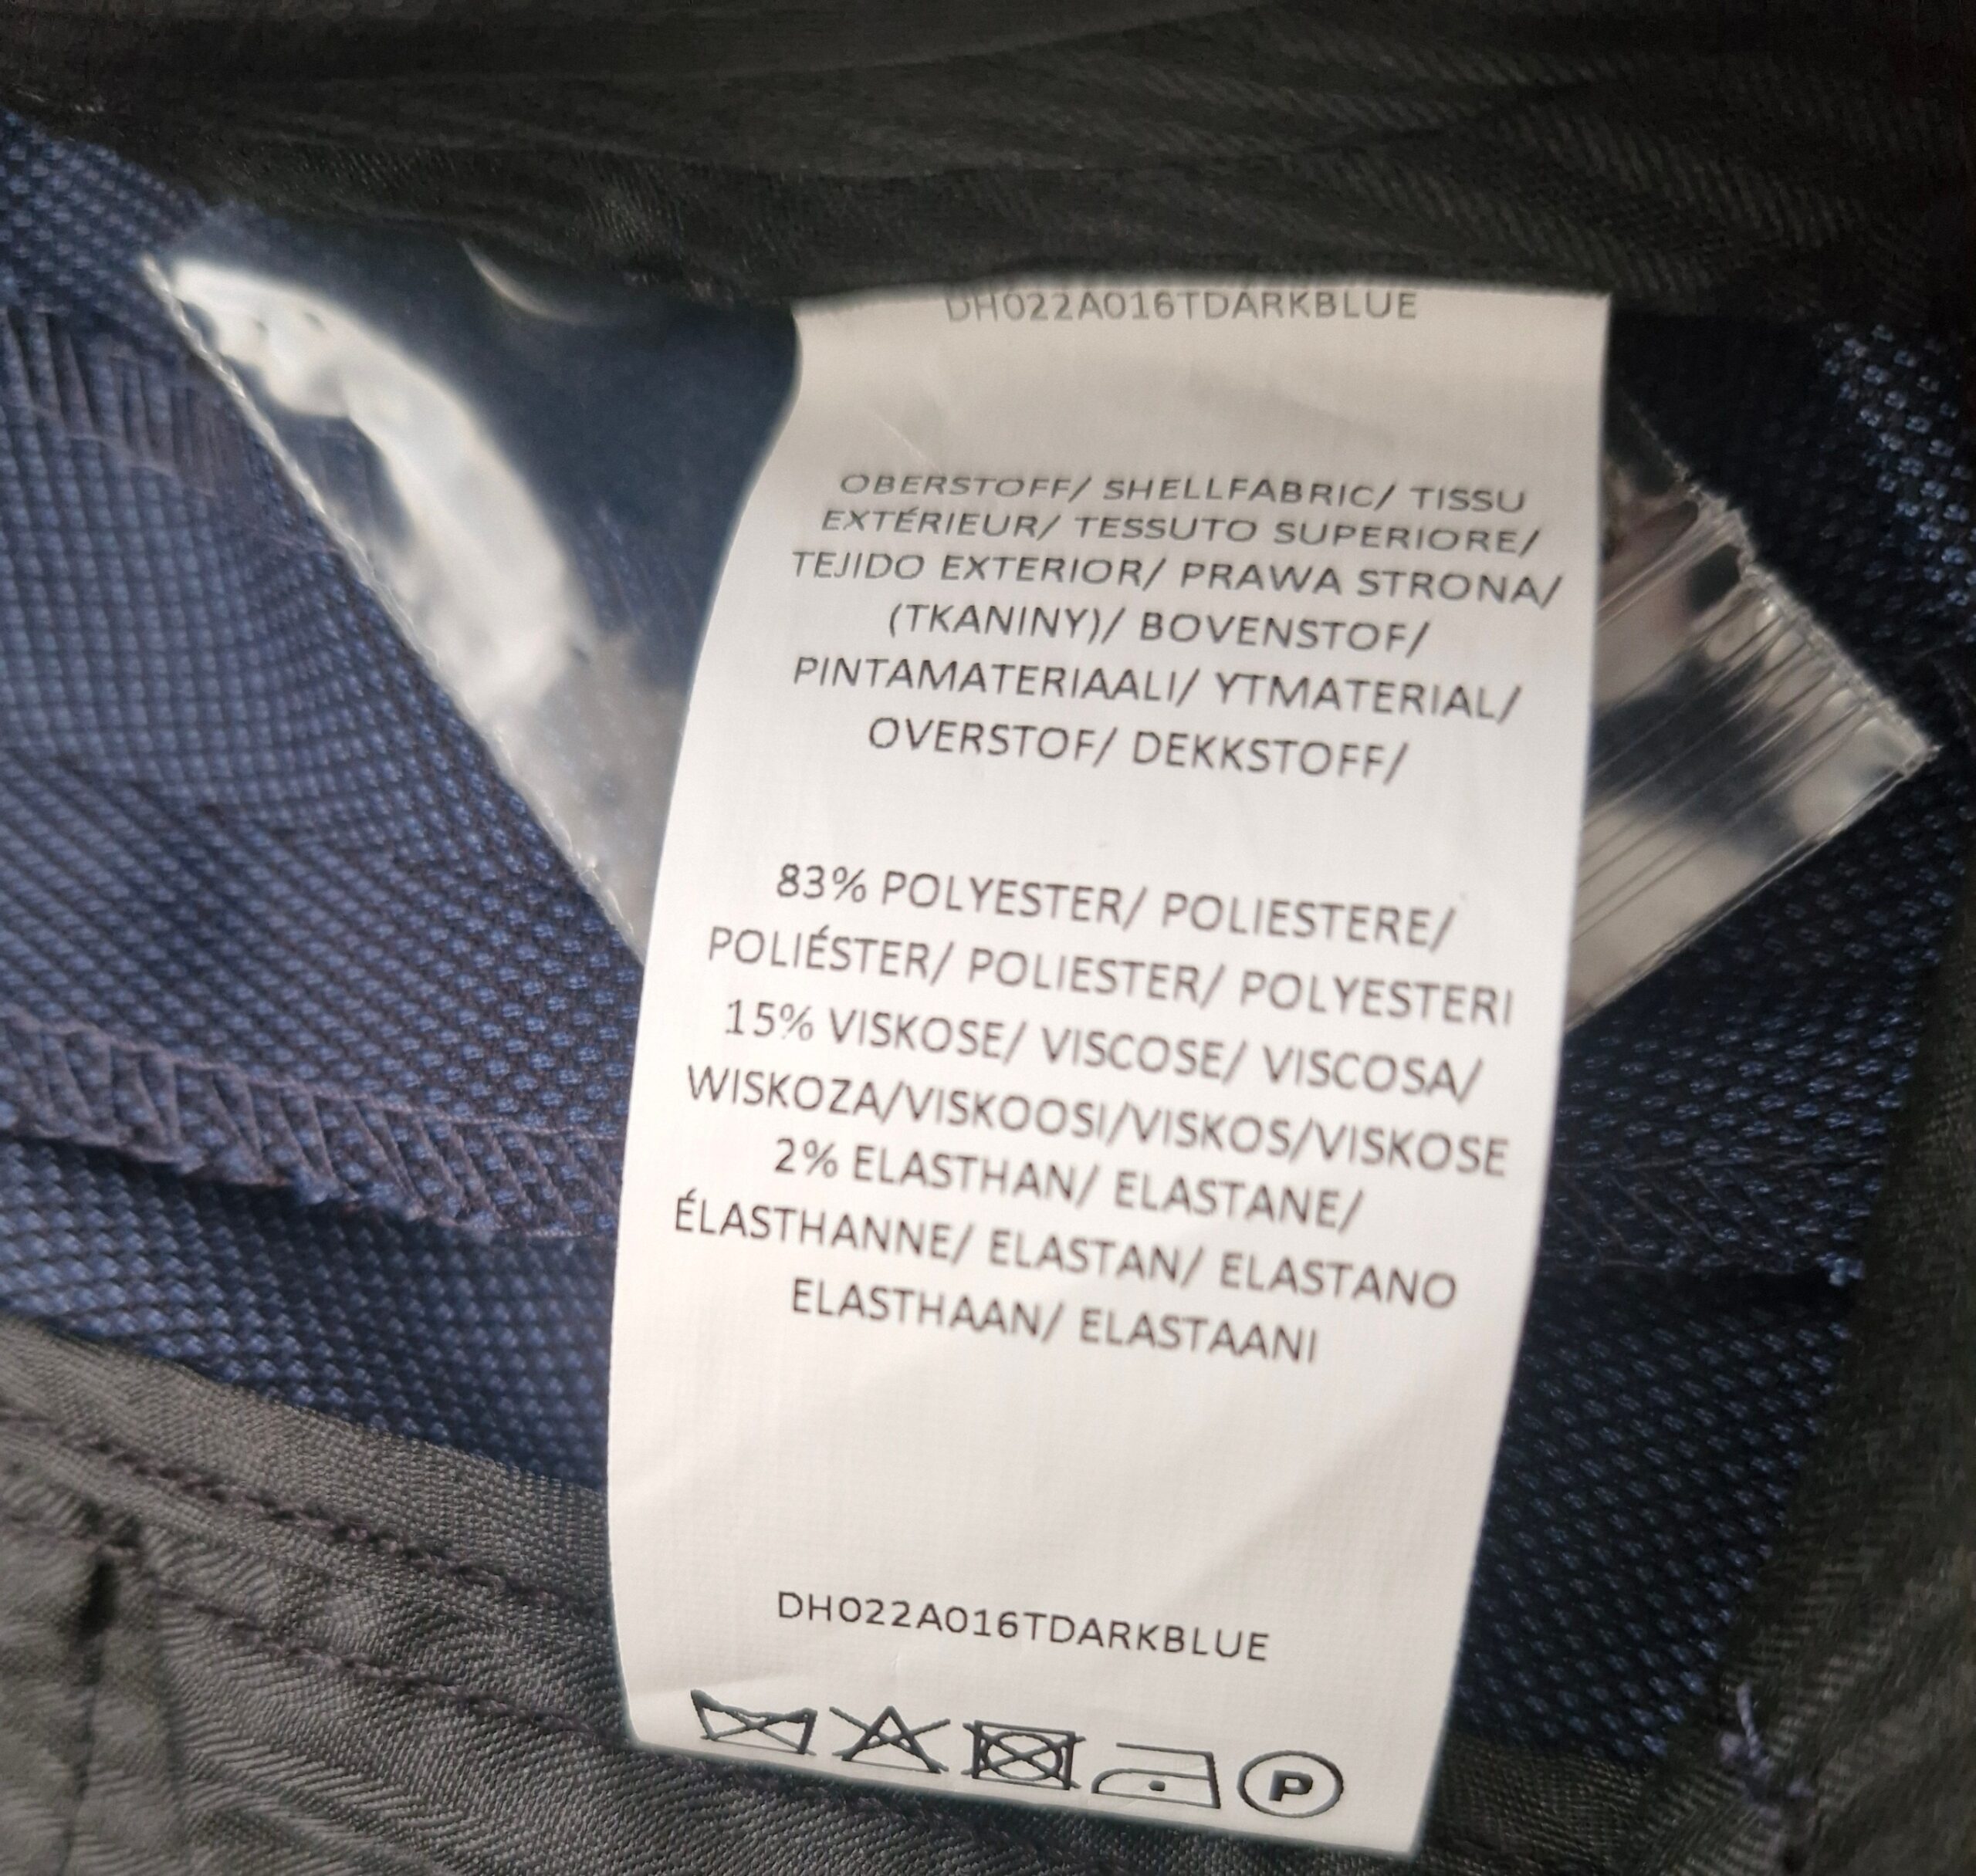 DH022A016TDARKBLUE
OBERSTOFF/ SHELLFABRIC/ TISSU
EXTÉRIEUR/ TESSUTO SUPERIORE/
TEJIDO EXTERIOR/ PRAWA STRONA/
(TKANINY)/ BOVENSTOF/
PINTAMATERIAALI/ YTMATERIAL/
OVERSTOF/ DEKKSTOFF/
83% POLYESTER/ POLIESTERE/
POLIÉSTER/ POLIESTER/ POLYESTERI
15% VISKOSE/ VISCOSE/ VISCOSA/
WISKOZA/VISKOOSI/VISKOS/VISKOSE
2% ELASTHAN/ ELASTANE/
ÉLASTHANNE/ ELASTAN/ ELASTANO
ELASTHAAN/ ELASTAANI
DH022A016TDARKBLUE
P